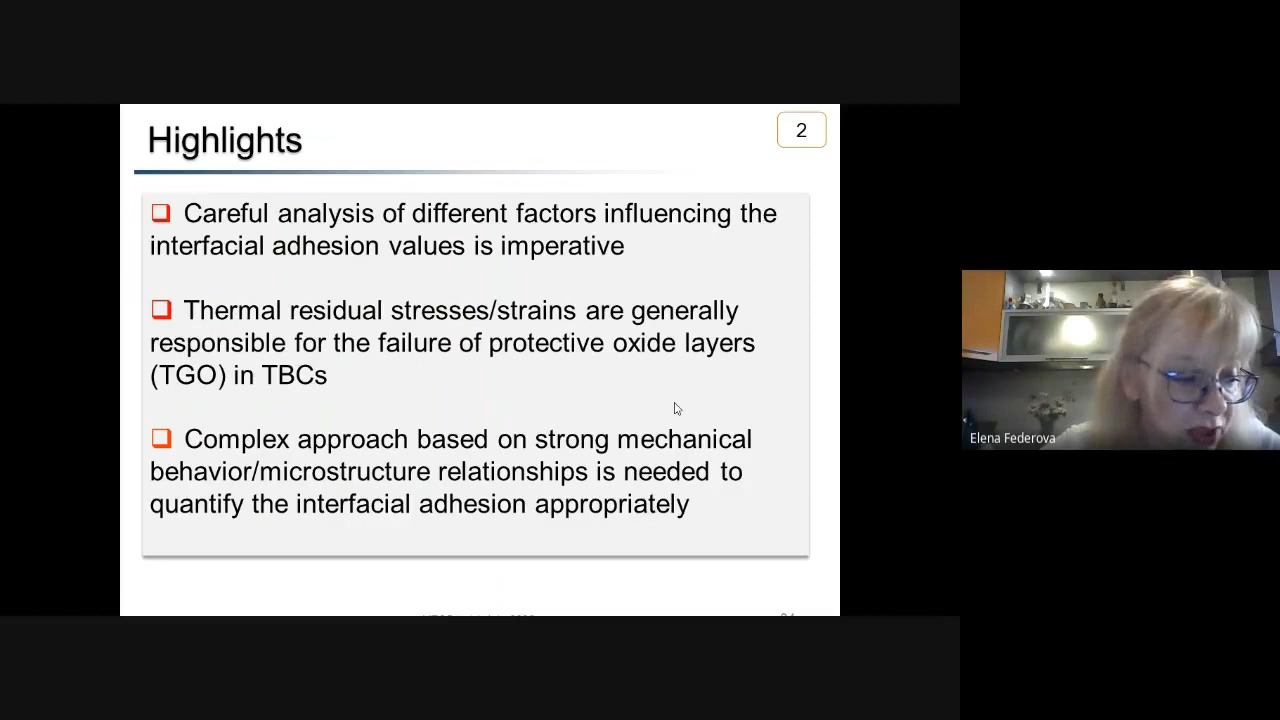 Highlights
2
❑ Careful analysis of different factors influencing the
interfacial adhesion values is imperative
❑ Thermal residual stresses/strains are generally
responsible for the failure of protective oxide layers
(TGO) in TBCs
❑ Complex approach based on strong mechanical
behavior/microstructure relationships is needed to
quantify the interfacial adhesion appropriately
Elena Federova